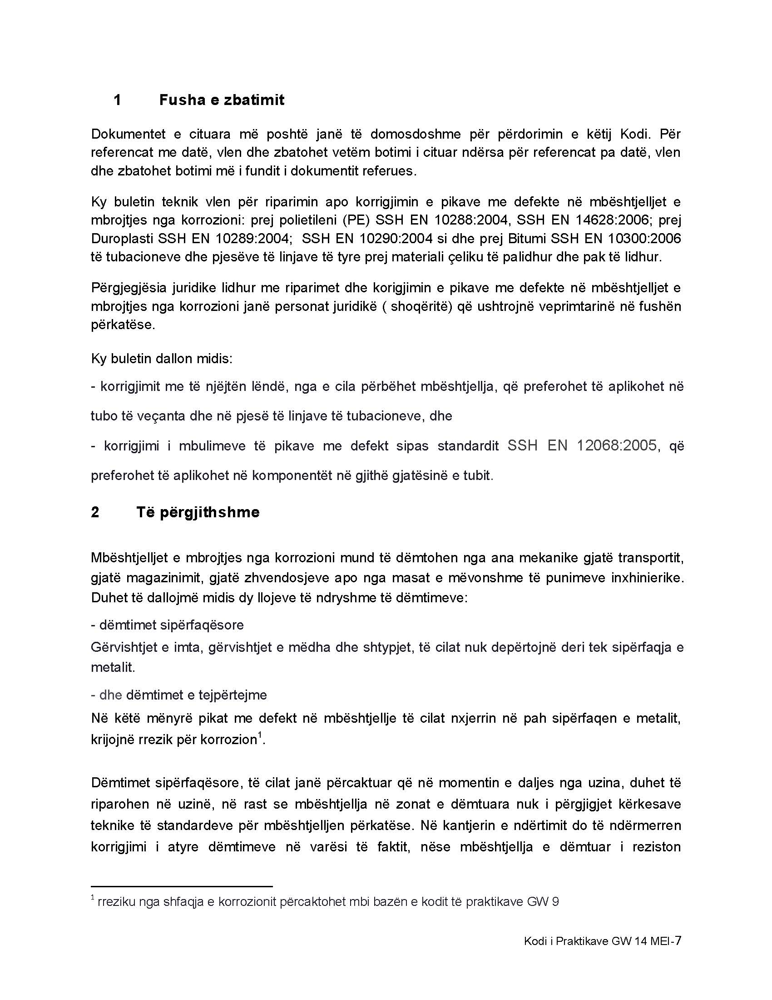 1 Fusha e zbatimit
Dokumentet e cituara më poshtë janë të domosdoshme për përdorimin e këtij Kodi. Për
referencat me datë, vlen dhe zbatohet vetëm botimi i cituar ndërsa për referencat pa datë, vlen
dhe zbatohet botimi më i fundit i dokumentit referues.
Ky buletin teknik vlen për riparimin apo korrigjimin e pikave me defekte në mbështjelljet e
mbrojtjes nga korrozioni: prej polietileni (PE) SSH EN 10288:2004, SSH EN 14628:2006; prej
Duroplasti SSH EN 10289:2004; SSH EN 10290:2004 si dhe prej Bitumi SSH EN 10300:2006
të tubacioneve dhe pjesëve të linjave të tyre prej materiali çeliku të palidhur dhe pak të lidhur.
Përgjegjësia juridike lidhur me riparimet dhe korigjimin e pikave me defekte në mbështjelljet e
mbrojtjes nga korrozioni janë personat juridikë ( shoqëritë) që ushtrojnë veprimtarinë në fushën
përkatëse.
Ky buletin dallon midis:
- korrigjimit me të njëjtën lëndë, nga e cila përbëhet mbështjellja, që preferohet të aplikohet në
tubo të veçanta dhe në pjesë të linjave të tubacioneve, dhe
- korrigjimi i mbulimeve të pikave me defekt sipas standardit SSH EN 12068:2005, që
preferohet të aplikohet në komponentët në gjithë gjatësinë e tubit.
2 Të përgjithshme
Mbështjelljet e mbrojtjes nga korrozioni mund të dëmtohen nga ana mekanike gjatë transportit,
gjatë magazinimit, gjatë zhvendosjeve apo nga masat e mëvonshme të punimeve inxhinierike.
Duhet të dallojmë midis dy llojeve të ndryshme të dëmtimeve:
- dëmtimet sipërfaqësore
Gërvishtjet e imta, gërvishtjet e mëdha dhe shtypjet, të cilat nuk depërtojnë deri tek sipërfaqja e
metalit.
- dhe dëmtimet e tejpërtejme
Në këtë mënyrë pikat me defekt në mbështjellje të cilat nxjerrin në pah sipërfaqen e metalit,
krijojnë rrezik për korrozion¹.
Dëmtimet sipërfaqësore, të cilat janë përcaktuar që në momentin e daljes nga uzina, duhet të
riparohen në uzinë, në rast se mbështjellja në zonat e dëmtuara nuk i përgjigjet kërkesave
teknike të standardeve për mbështjelljen përkatëse. Në kantjerin e ndërtimit do të ndërmerren
korrigjimi i atyre dëmtimeve në varësi të faktit, nëse mbështjellja e dëmtuar i reziston
¹ rreziku nga shfaqja e korrozionit përcaktohet mbi bazën e kodit të praktikave GW 9
Kodi i Praktikave GW 14 MEI-7